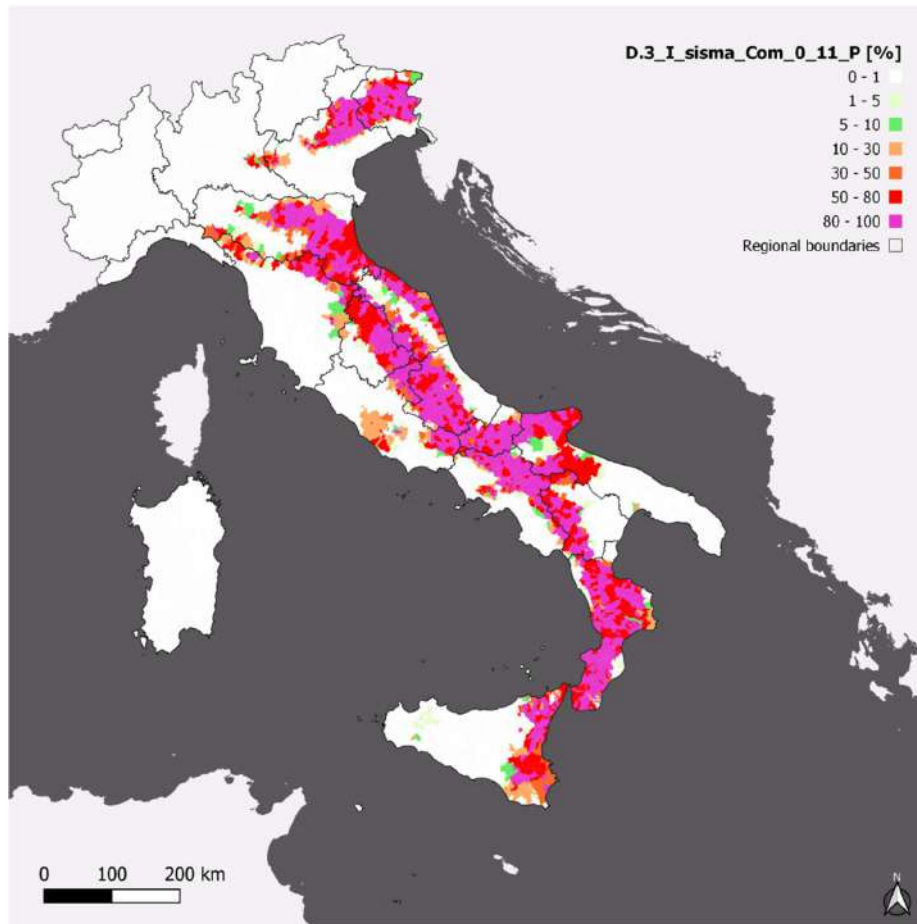 D.3_I_sisma_Com_0_11_P [%]
0 - 1
1 - 5
5 - 10
10 - 30
30 - 50
50 - 80
80 - 100
Regional boundaries
0 100 200 km
N